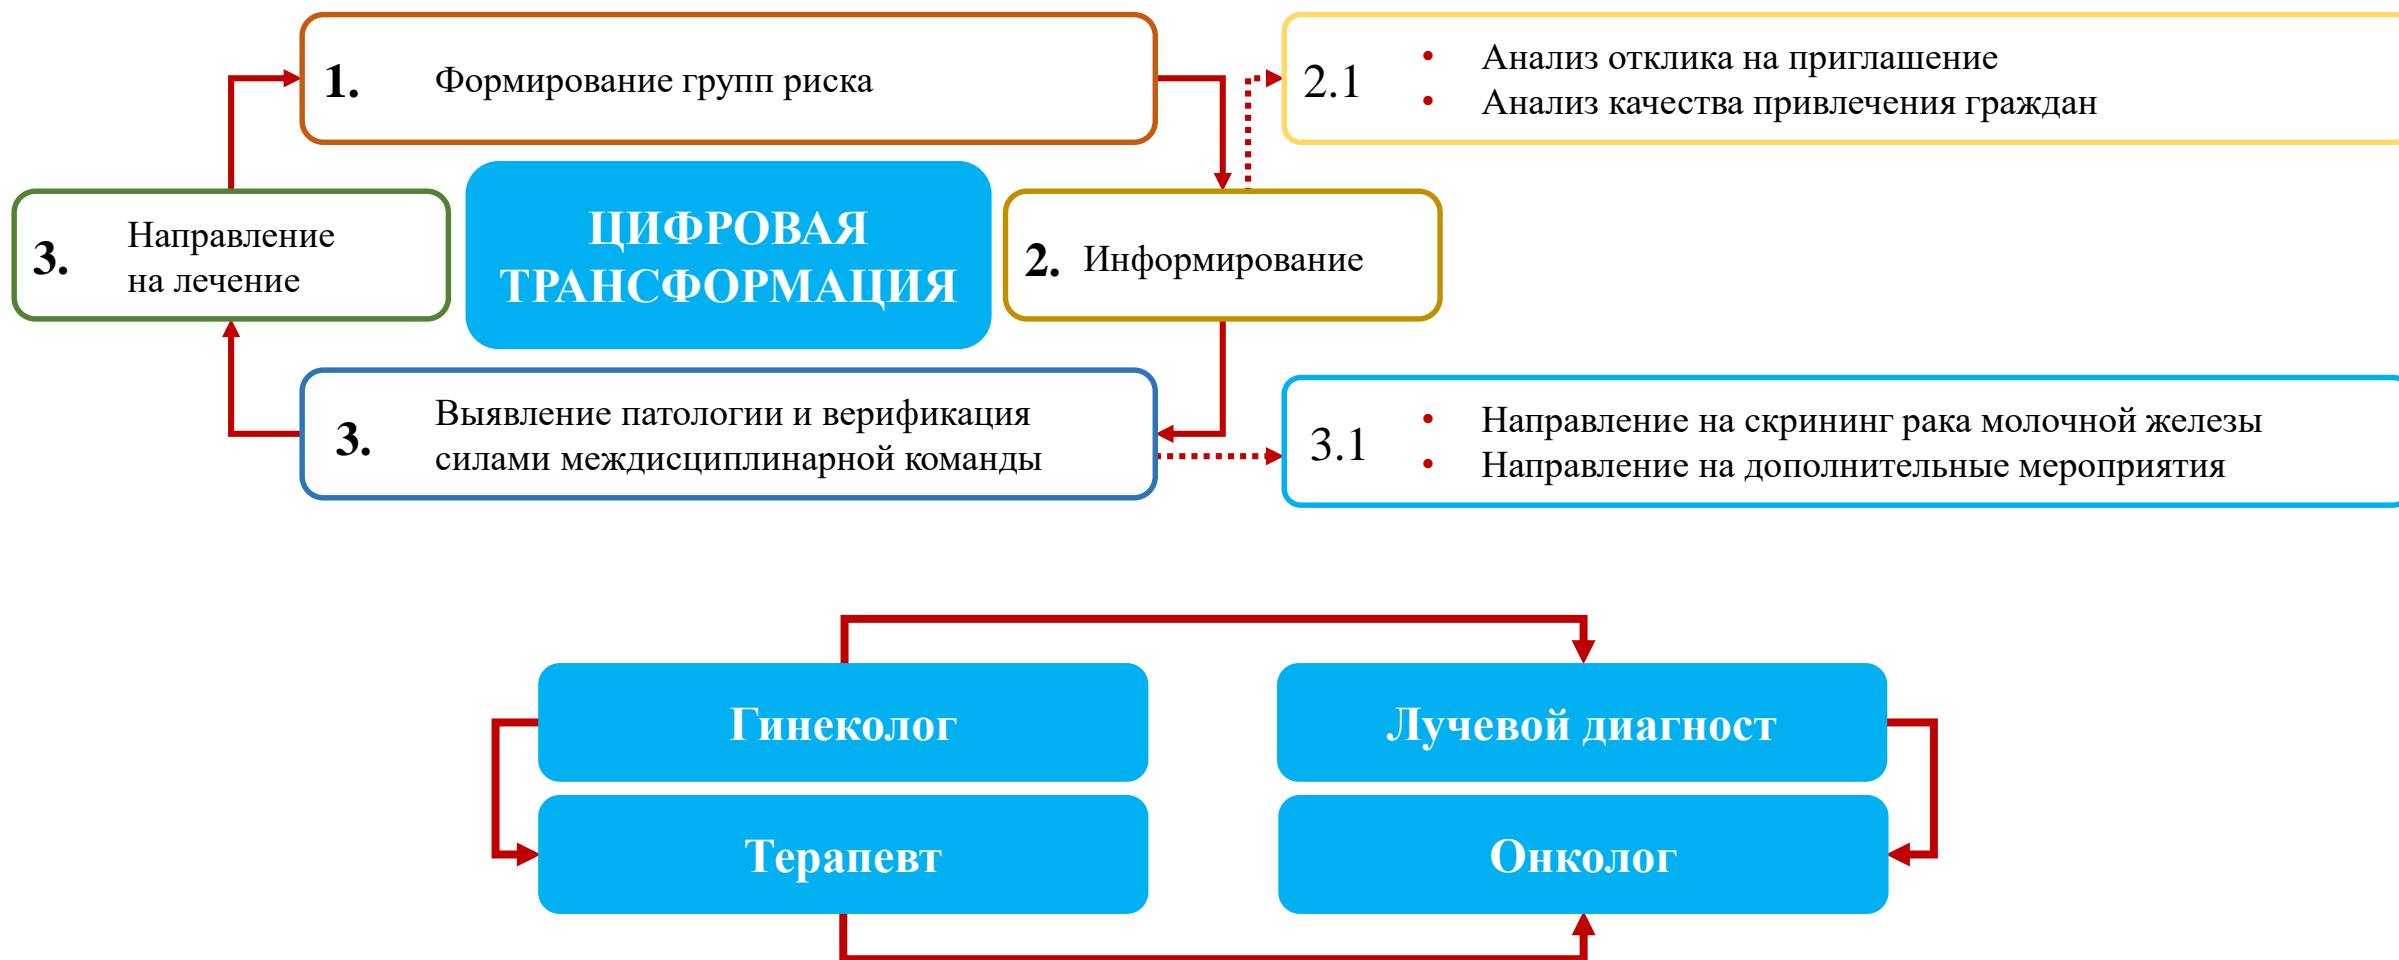 1. Формирование групп риска
2.1 • Анализ отклика на приглашение
• Анализ качества привлечения граждан
3. Направление
на лечение
ЦИФРОВАЯ
ТРАНСФОРМАЦИЯ
2. Информирование
3. Выявление патологии и верификация
силами междисциплинарной команды
3.1 • Направление на скрининг рака молочной железы
• Направление на дополнительные мероприятия
Гинеколог
Лучевой диагност
Терапевт
Онколог